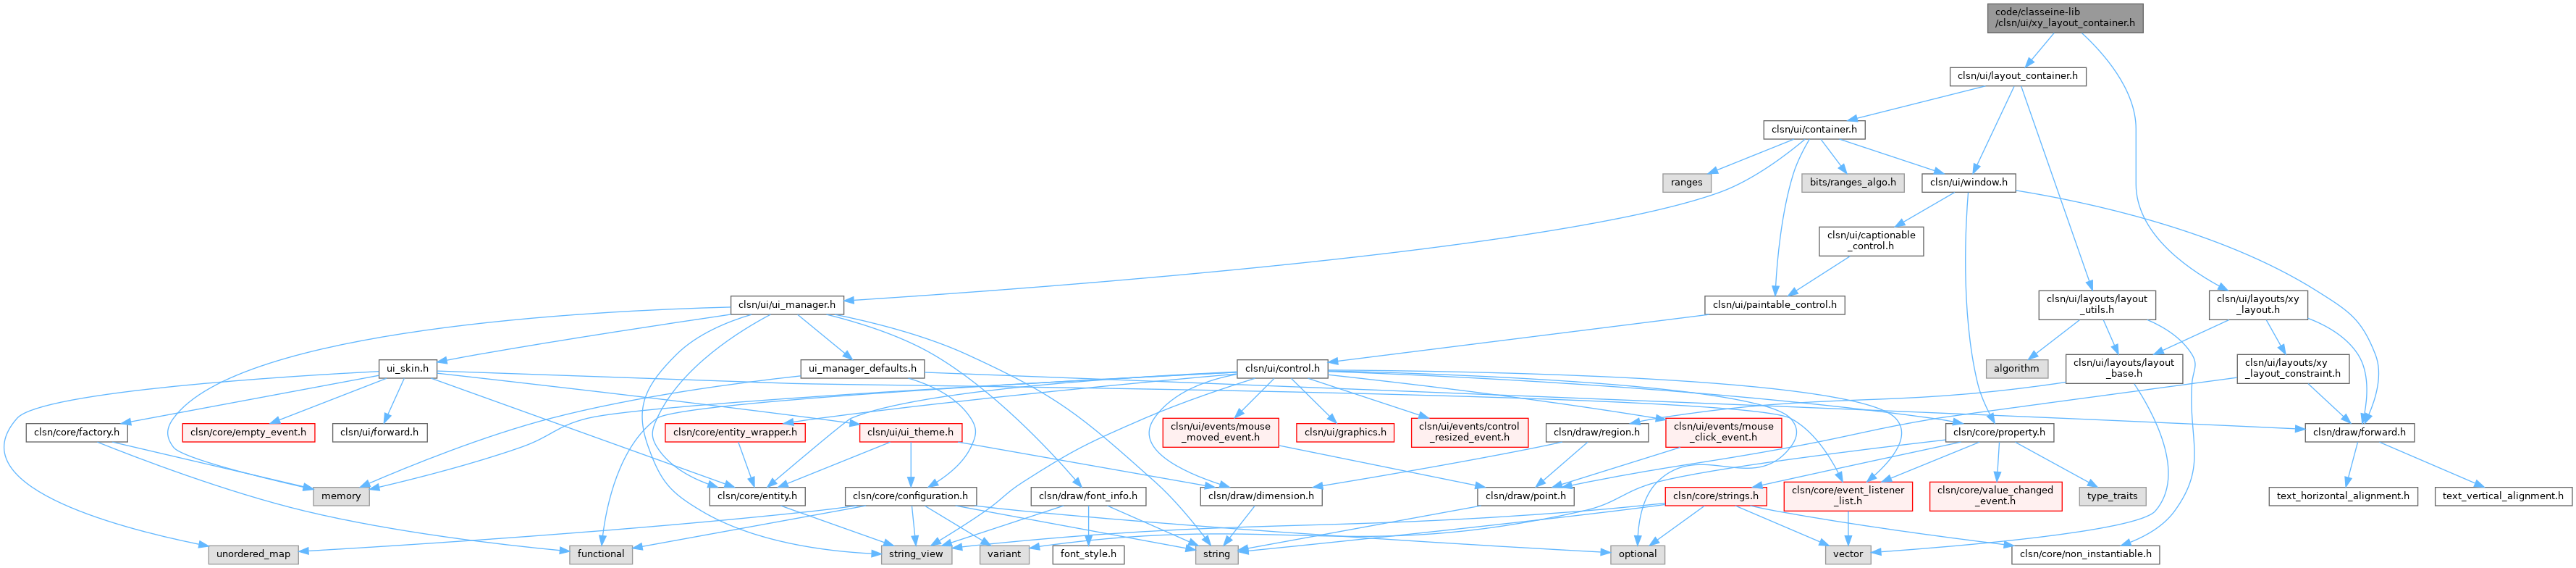 code/classeine-lib
/clsn/ui/xy_layout_container.h
clsn/ui/layout_container.h
clsn/ui/container.h
ranges
bits/ranges_algo.h
clsn/ui/window.h
clsn/ui/captionable
_control.h
clsn/ui/ui_manager.h
clsn/ui/paintable_control.h
clsn/ui/layouts/layout
_utils.h
clsn/ui/layouts/xy
_layout.h
ui_skin.h
ui_manager_defaults.h
clsn/ui/control.h
algorithm
clsn/ui/layouts/layout
_base.h
clsn/ui/layouts/xy
_layout_constraint.h
clsn/core/factory.h
clsn/core/empty_event.h
clsn/ui/forward.h
clsn/core/entity_wrapper.h
clsn/ui/ui_theme.h
clsn/ui/events/mouse
_moved_event.h
clsn/ui/graphics.h
clsn/ui/events/control
_resized_event.h
clsn/draw/region.h
clsn/ui/events/mouse
_click_event.h
clsn/core/property.h
clsn/draw/forward.h
memory
clsn/core/entity.h
clsn/core/configuration.h
clsn/draw/font_info.h
clsn/draw/dimension.h
clsn/draw/point.h
clsn/core/strings.h
clsn/core/event_listener
_list.h
clsn/core/value_changed
_event.h
type_traits
text_horizontal_alignment.h
text_vertical_alignment.h
unordered_map
functional
string_view
variant
font_style.h
string
optional
vector
clsn/core/non_instantiable.h